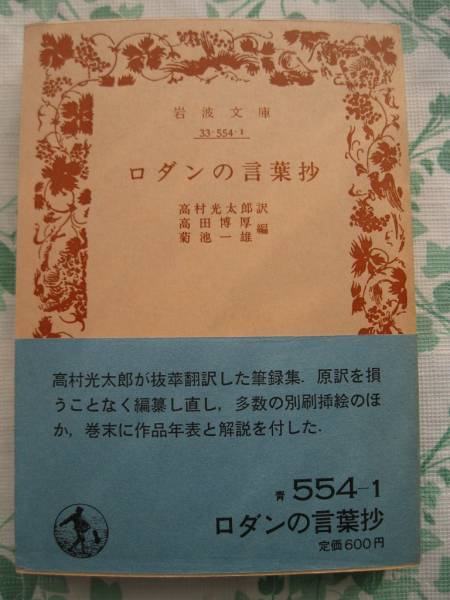 岩波文庫
33-554-1
ロダンの言葉抄
高村光太郎訳
高田博厚
菊池一雄
編
高村光太郎が抜萃翻訳した筆録集．原訳を損
うことなく編纂し直し，多数の別刷挿絵のほ
か，巻末に作品年表と解説を付した．
青 554-1
ロダンの言葉抄
定価600円